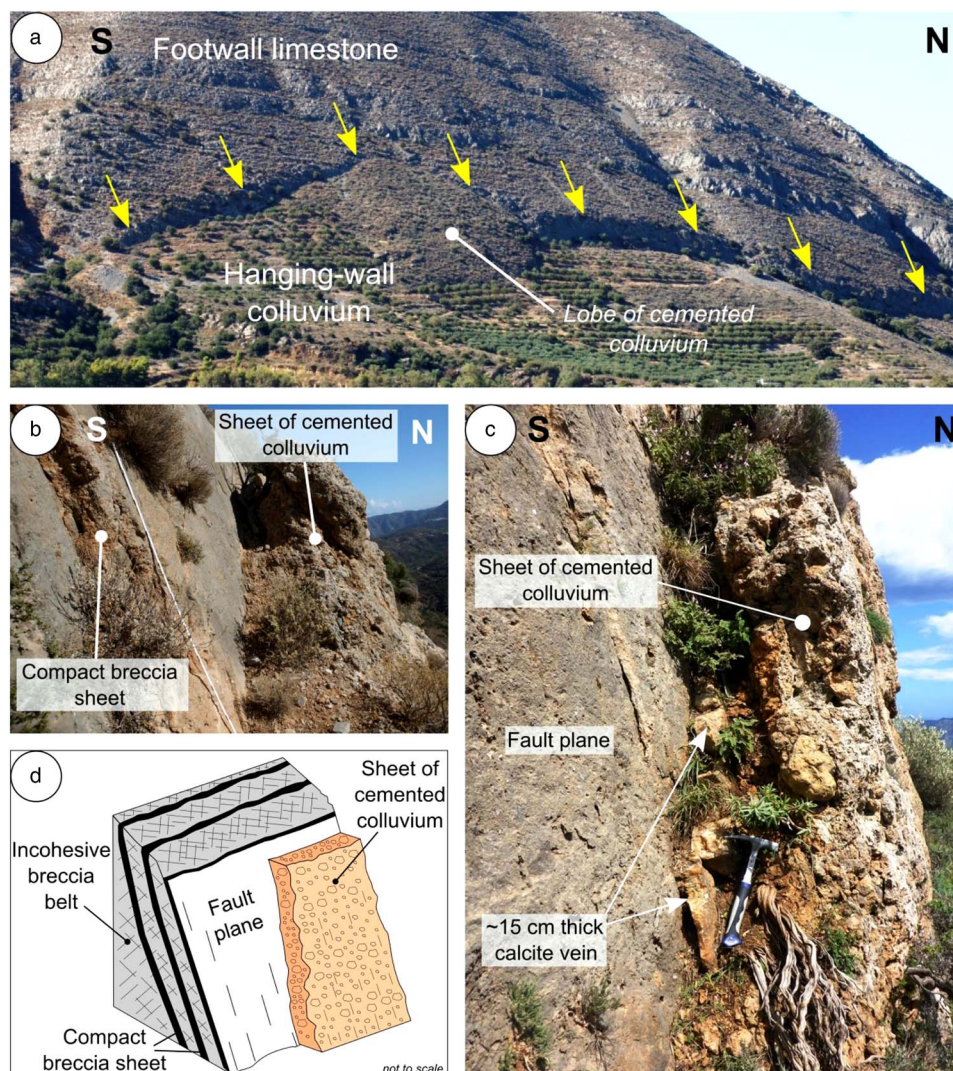 a
S
N
Footwall limestone
Hanging-wall
colluvium
Lobe of cemented
colluvium
b
S
N
Sheet of cemented
colluvium
Compact breccia
sheet
c
S
N
Sheet of cemented
colluvium
Fault plane
~15 cm thick
calcite vein
d
Sheet of
cemented
colluvium
Incohesive
breccia
belt
Fault
plane
Compact
breccia sheet
not to scale